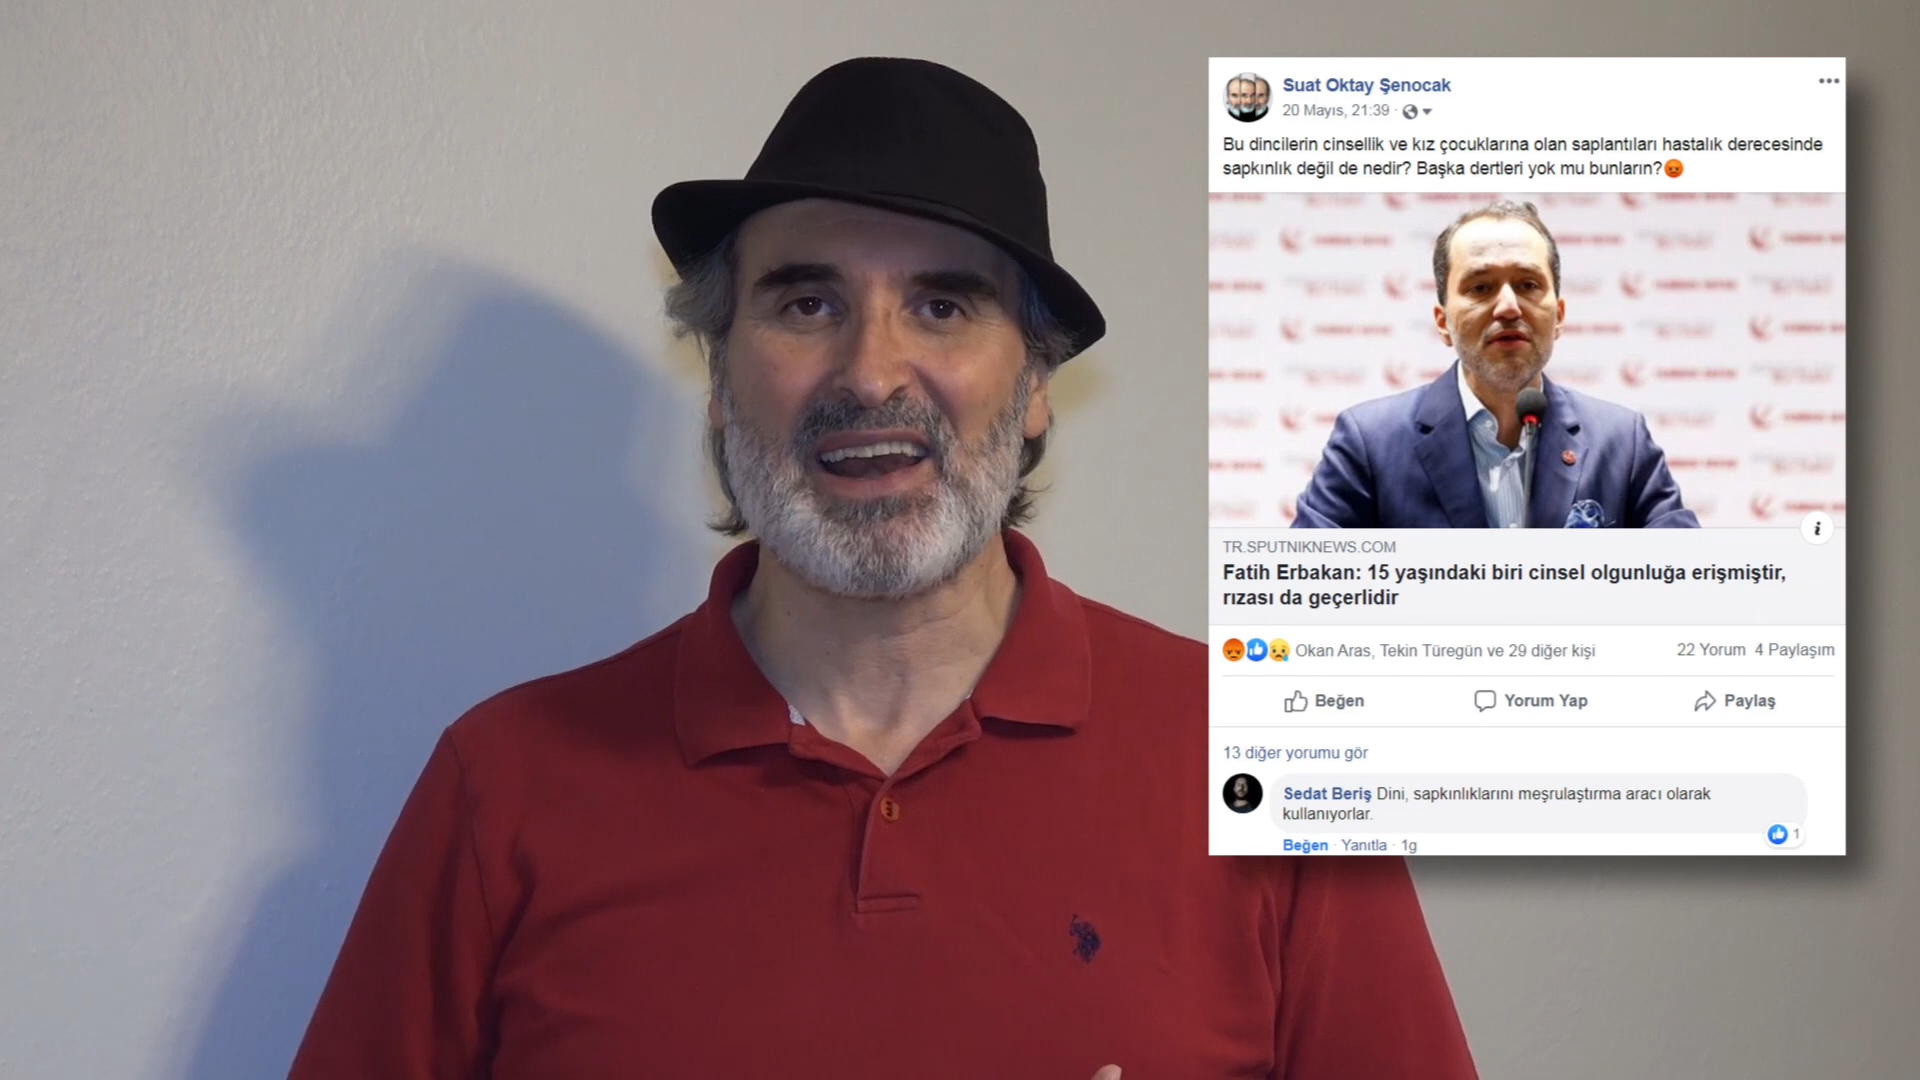 Suat Oktay Şenocak
20 Mayıs, 21:39
Bu dincilerin cinsellik ve kız çocuklarına olan saplantıları hastalık derecesinde
sapkınlık değil de nedir? Başka dertleri yok mu bunların?😡
TR.SPUTNIKNEWS.COM
Fatih Erbakan: 15 yaşındaki biri cinsel olgunluğa erişmiştir,
rızası da geçerlidir
Okan Aras, Tekin Türegün ve 29 diğer kişi 22 Yorum 4 Paylaşım
Beğen Yorum Yap Paylaş
13 diğer yorumu gör
Sedat Beriş Dini, sapkınlıklarını meşrulaştırma aracı olarak
kullanıyorlar.
1
Beğen · Yanıtla · 1g